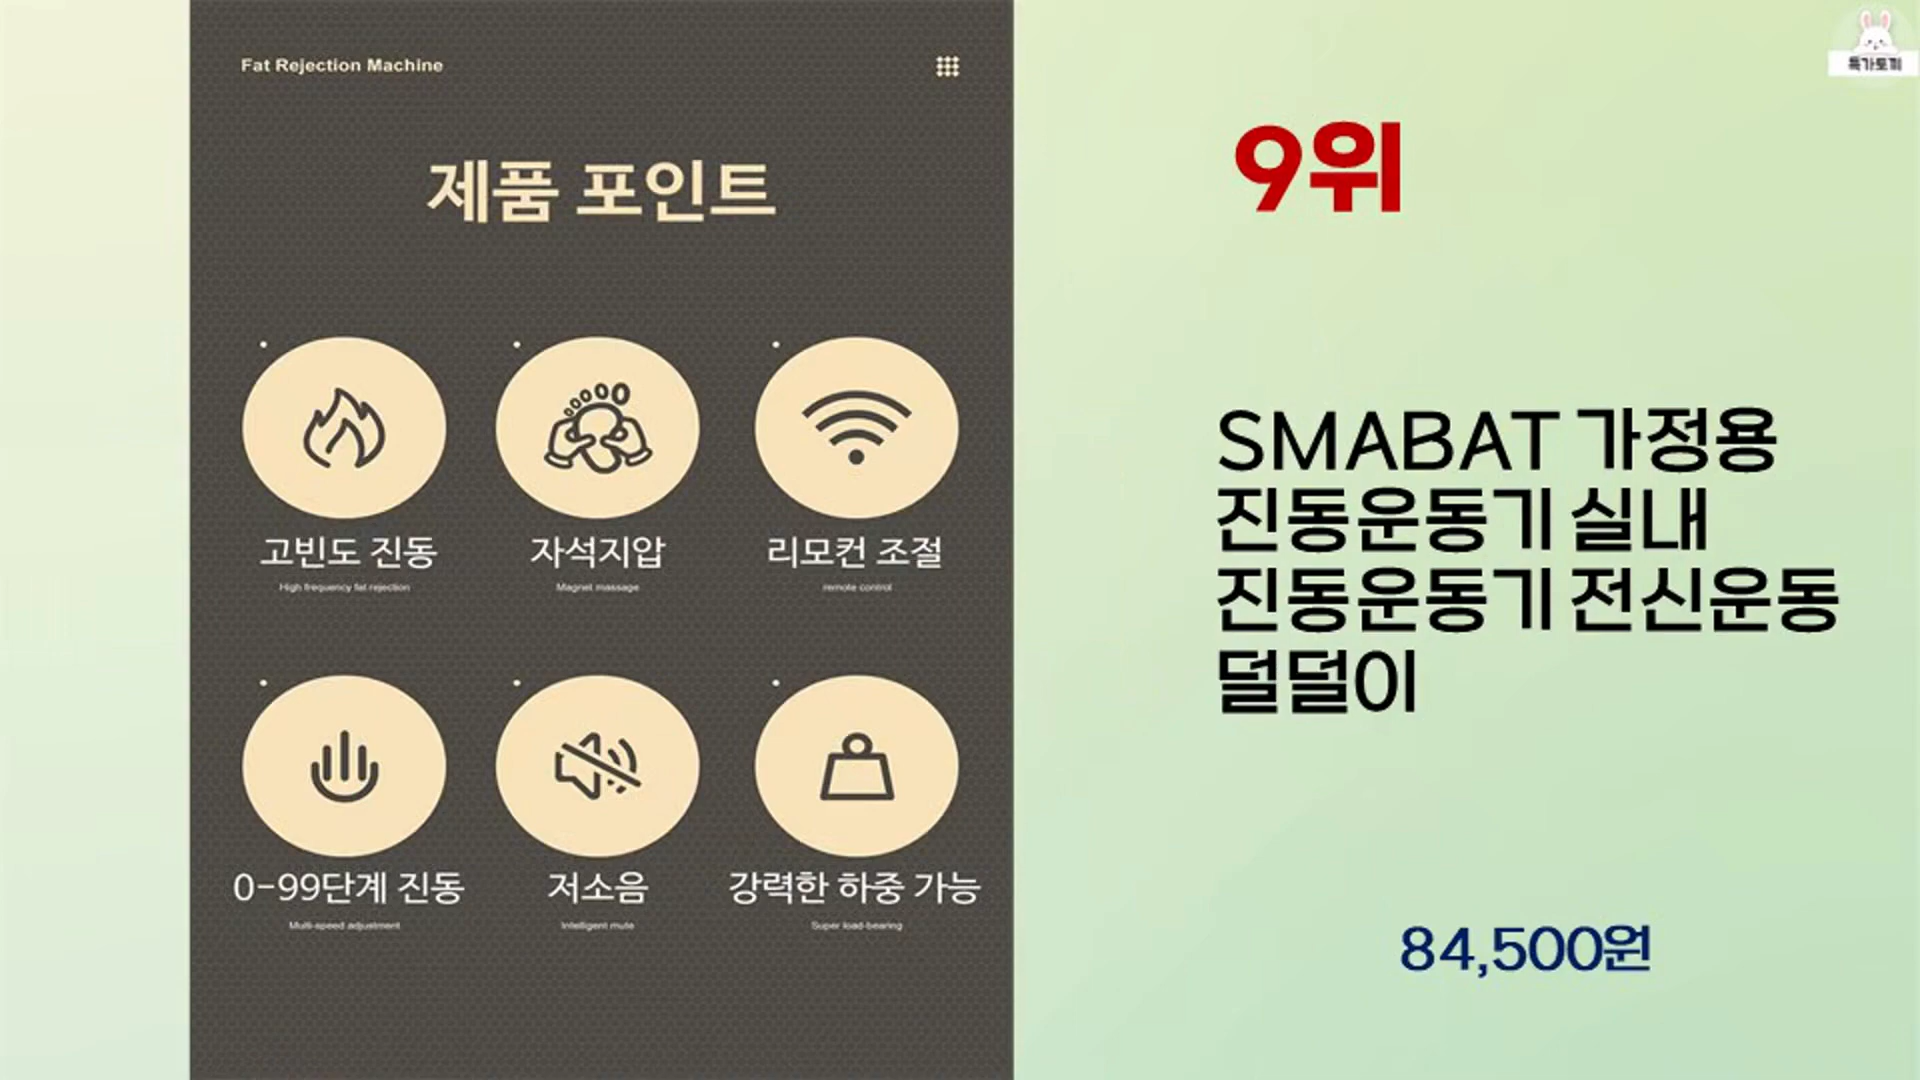 Fat Rejection Machine
제품 포인트
고빈도 진동
High frequency fat rejection
자석지압
Magnet massage
리모컨 조절
remote control
0-99단계 진동
Multi-speed adjustment
저소음
Intelligent mute
강력한 하중 가능
Super load-bearing
특가토끼
9위
SMABAT 가정용
진동운동기 실내
진동운동기 전신운동
덜덜이
84,500원